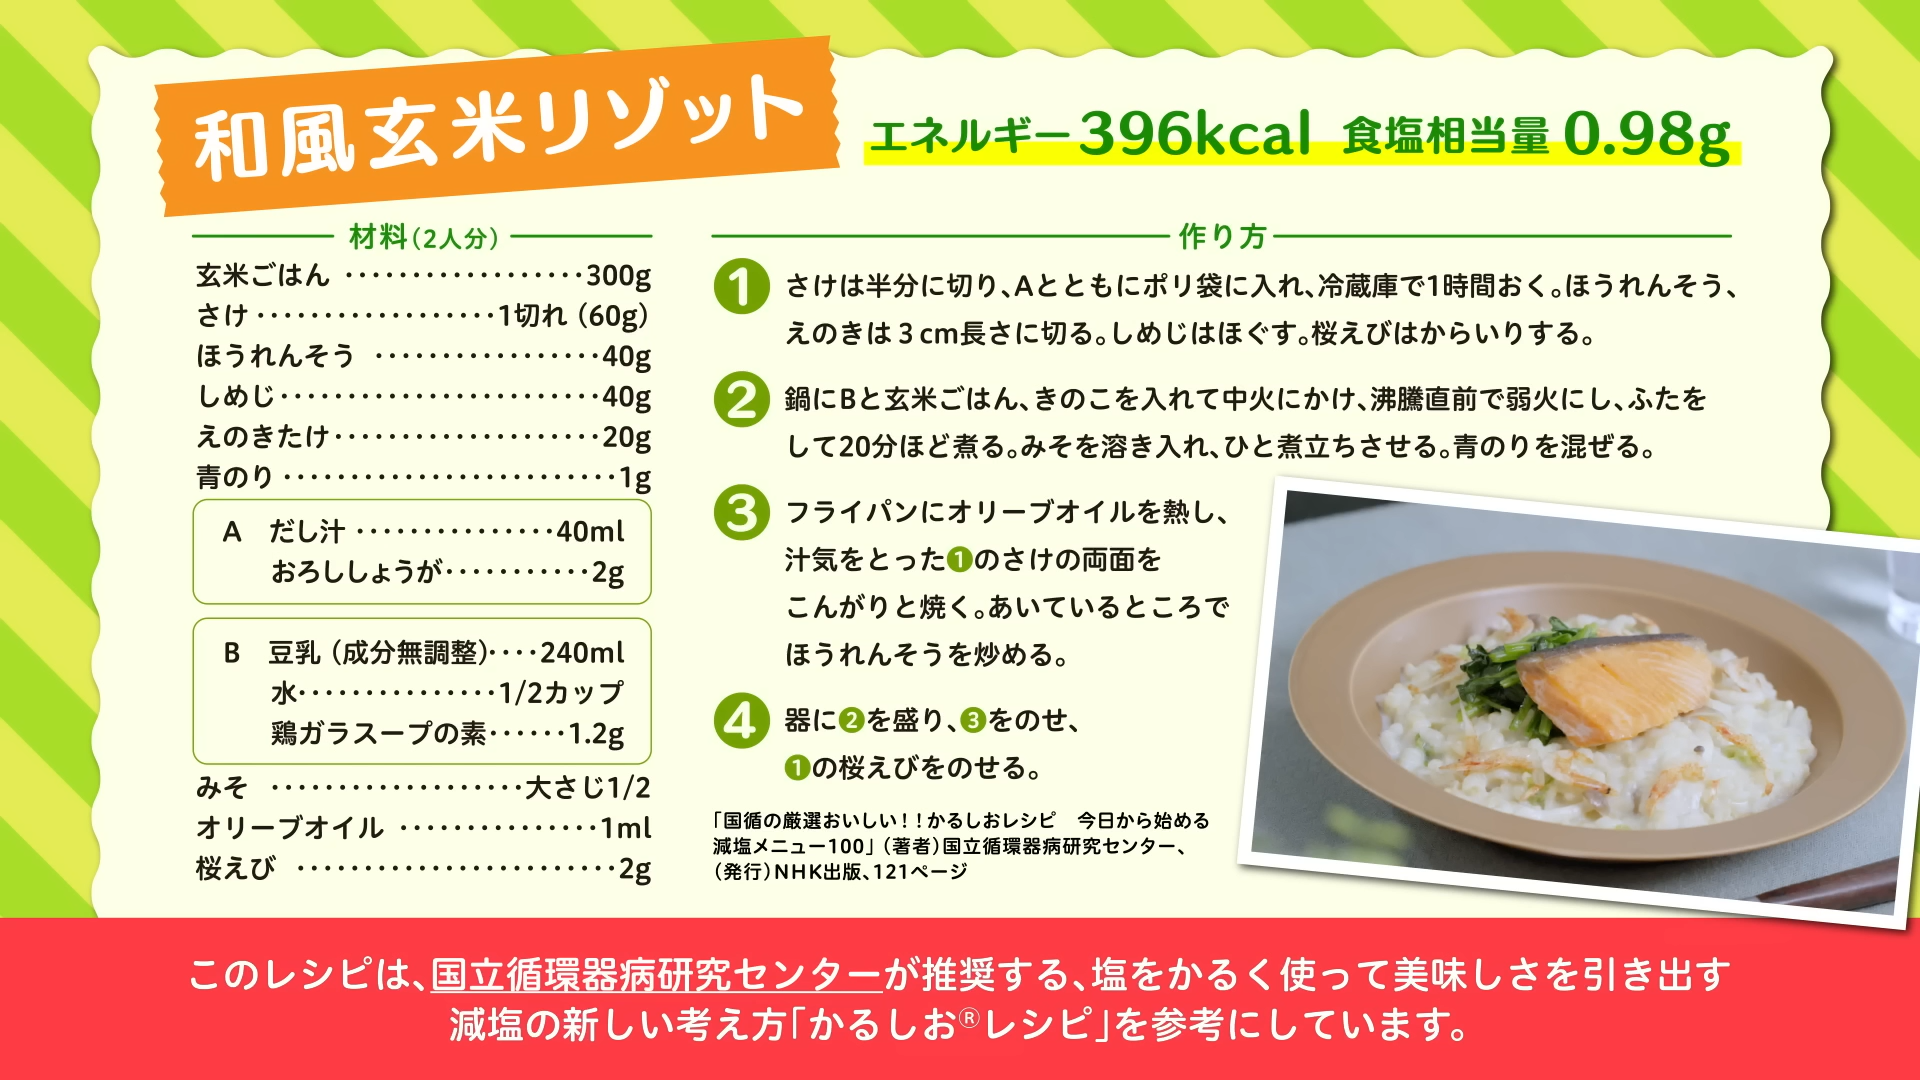 和風玄米リゾット
エネルギー 396kcal 食塩相当量 0.98g
材料(2人分)
玄米ごはん ··················300g
さけ ··················1切れ(60g)
ほうれんそう ·················40g
しめじ························40g
えのきたけ····················20g
青のり ·························1g
A だし汁 ···············40ml
おろししょうが···········2g
B 豆乳(成分無調整)····240ml
水···············1/2カップ
鶏ガラスープの素······1.2g
みそ ···················大さじ1/2
オリーブオイル ···············1ml
桜えび ························2g
作り方
1 さけは半分に切り、Aとともにポリ袋に入れ、冷蔵庫で1時間おく。ほうれんそう、
えのきは3cm長さに切る。しめじはほぐす。桜えびはからいりする。
2 鍋にBと玄米ごはん、きのこを入れて中火にかけ、沸騰直前で弱火にし、ふたを
して20分ほど煮る。みそを溶き入れ、ひと煮立ちさせる。青のりを混ぜる。
3 フライパンにオリーブオイルを熱し、
汁気をとった❶のさけの両面を
こんがりと焼く。あいているところで
ほうれんそうを炒める。
4 器に❷を盛り、❸をのせ、
❶の桜えびをのせる。
「国循の厳選おいしい！！かるしおレシピ 今日から始める
減塩メニュー100」(著者)国立循環器病研究センター、
(発行)NHK出版、121ページ
このレシピは、国立循環器病研究センターが推奨する、塩をかるく使って美味しさを引き出す
減塩の新しい考え方「かるしお®レシピ」を参考にしています。